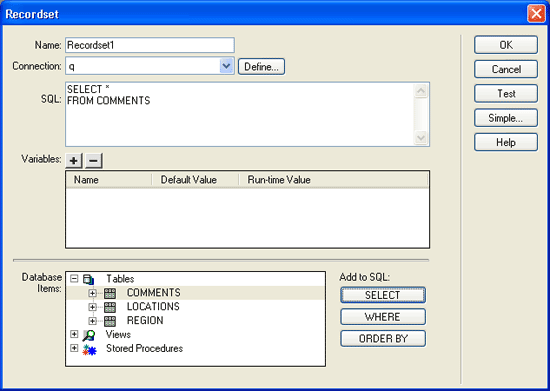 Recordset
Name: Recordset1
OK
Connection: q Define...
Cancel
SQL: SELECT *
FROM COMMENTS
Test
Simple...
Help
Variables: + −
Name Default Value Run-time Value
Database Items:
Tables
COMMENTS
LOCATIONS
REGION
Views
Stored Procedures
Add to SQL:
SELECT
WHERE
ORDER BY